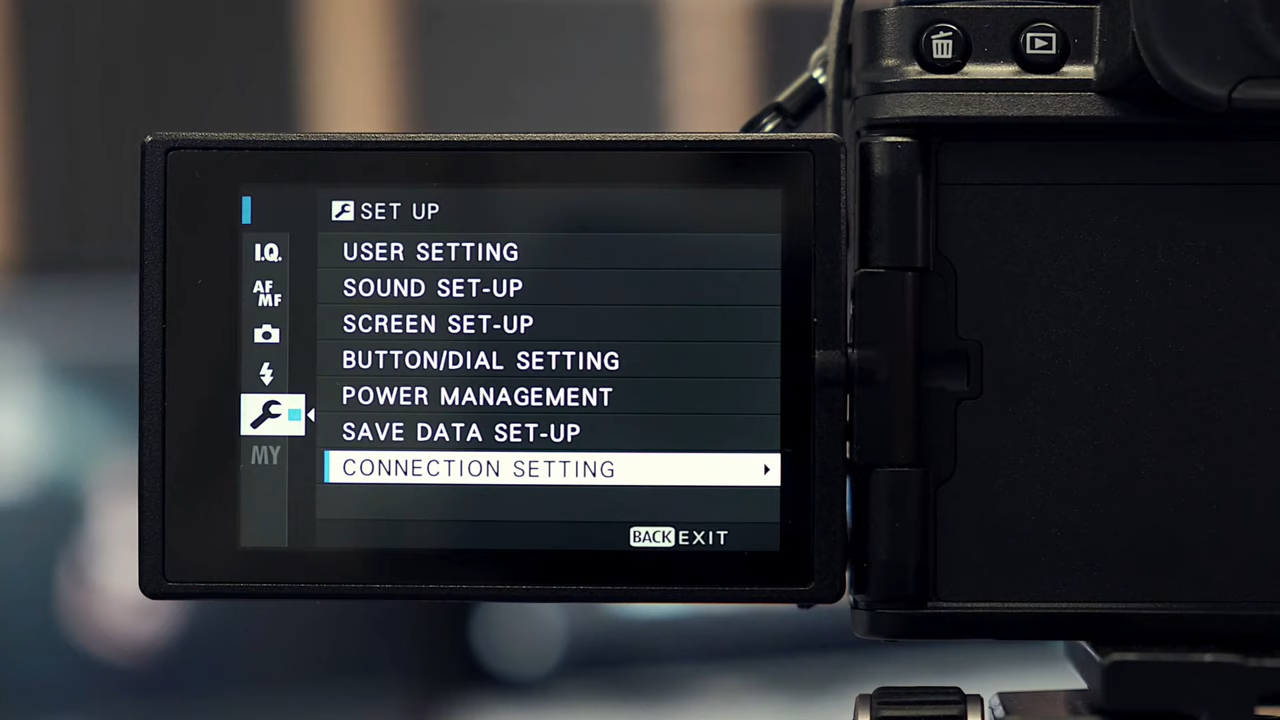 SET UP
I.Q.
USER SETTING
AF
MF
SOUND SET-UP
SCREEN SET-UP
BUTTON/DIAL SETTING
POWER MANAGEMENT
SAVE DATA SET-UP
MY
CONNECTION SETTING
BACK EXIT